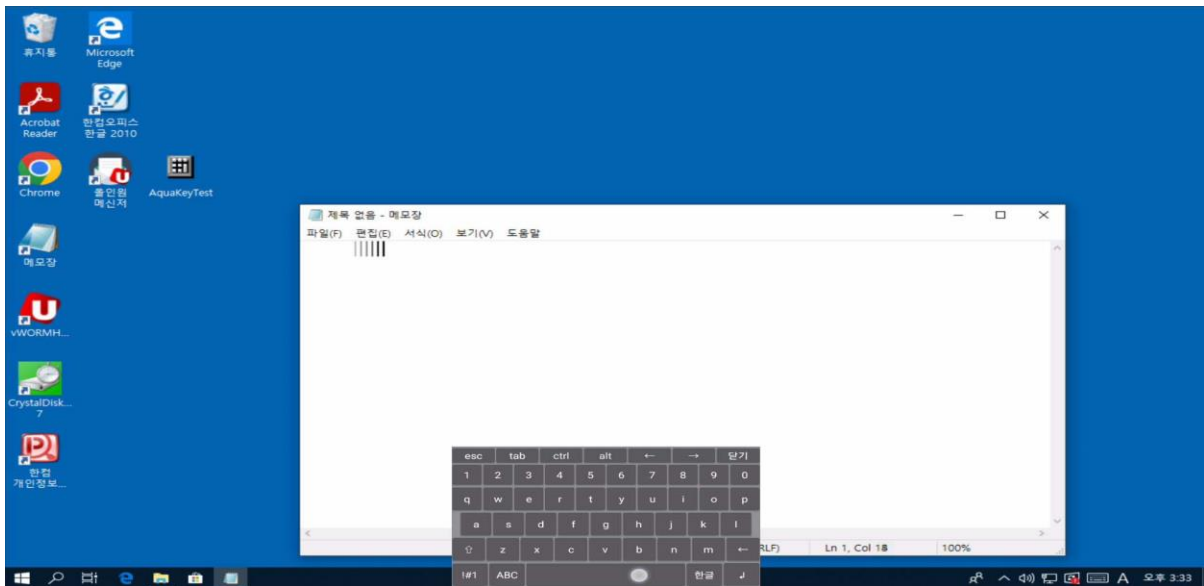 휴지통
Microsoft Edge
Acrobat Reader
한컴오피스 한글 2010
Chrome
올인원 메신저
AquaKeyTest
메모장
vWORMH...
CrystalDisk... 7
한컴 개인정보...
제목 없음 - 메모장
파일(F) 편집(E) 서식(O) 보기(V) 도움말
esc tab ctrl alt ← → 닫기
1 2 3 4 5 6 7 8 9 0
q w e r t y u i o p
a s d f g h j k l
⇧ z x c v b n m ←
!#1 ABC 한글 ↲
RLF) Ln 1, Col 100%
A 오후 3:33